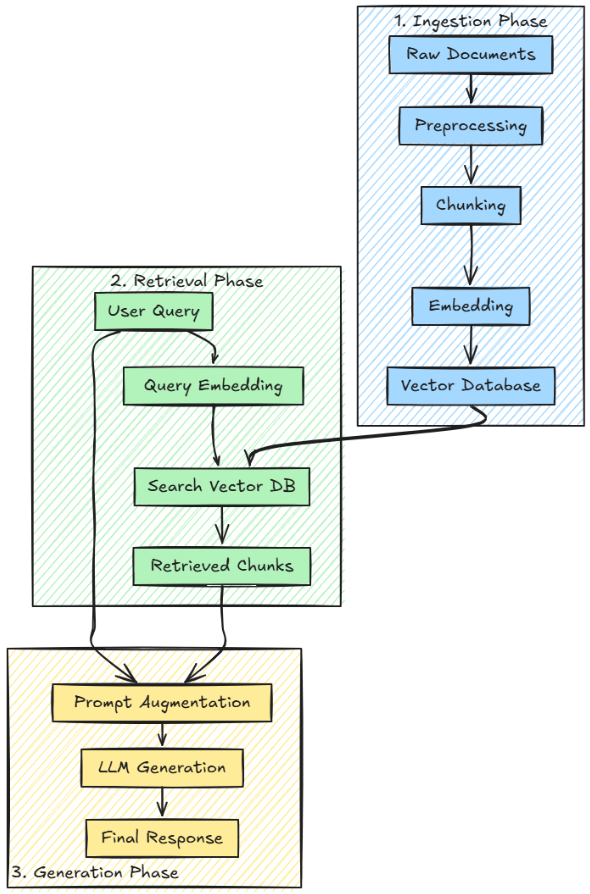 1. Ingestion Phase
Raw Documents
Preprocessing
Chunking
Embedding
Vector Database
2. Retrieval Phase
User Query
Query Embedding
Search Vector DB
Retrieved Chunks
Prompt Augmentation
LLM Generation
Final Response
3. Generation Phase